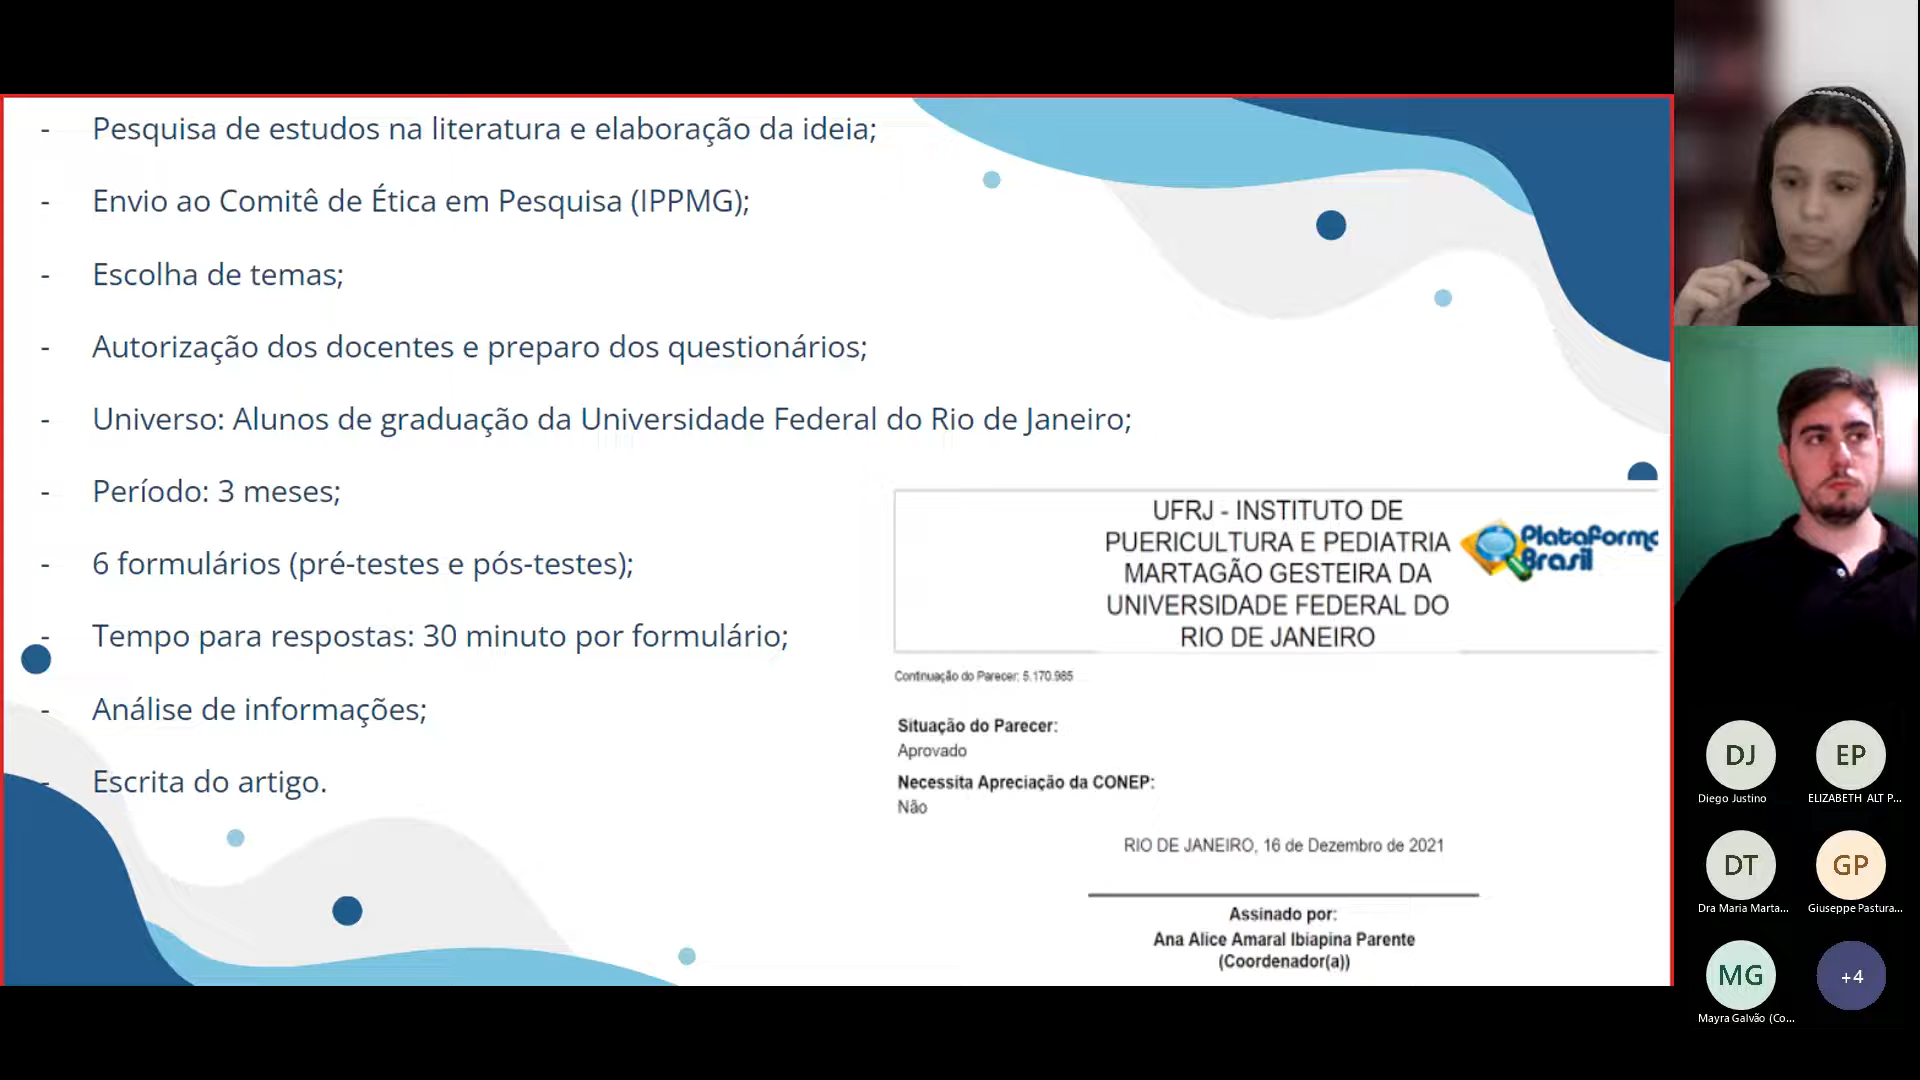 - Pesquisa de estudos na literatura e elaboração da ideia;
- Envio ao Comitê de Ética em Pesquisa (IPPMG);
- Escolha de temas;
- Autorização dos docentes e preparo dos questionários;
- Universo: Alunos de graduação da Universidade Federal do Rio de Janeiro;
- Período: 3 meses;
- 6 formulários (pré-testes e pós-testes);
- Tempo para respostas: 30 minuto por formulário;
- Análise de informações;
- Escrita do artigo.
UFRJ - INSTITUTO DE
PUERICULTURA E PEDIATRIA
MARTAGÃO GESTEIRA DA
UNIVERSIDADE FEDERAL DO
RIO DE JANEIRO
Plataforma
Brasil
Continuação do Parecer: 5.170.985
Situação do Parecer:
Aprovado
Necessita Apreciação da CONEP:
Não
RIO DE JANEIRO, 16 de Dezembro de 2021
Assinado por:
Ana Alice Amaral Ibiapina Parente
(Coordenador(a))
DJ
Diego Justino
EP
ELIZABETH ALT P...
DT
Dra Maria Marta...
GP
Giuseppe Pastura...
MG
Mayra Galvão (Co...
+4